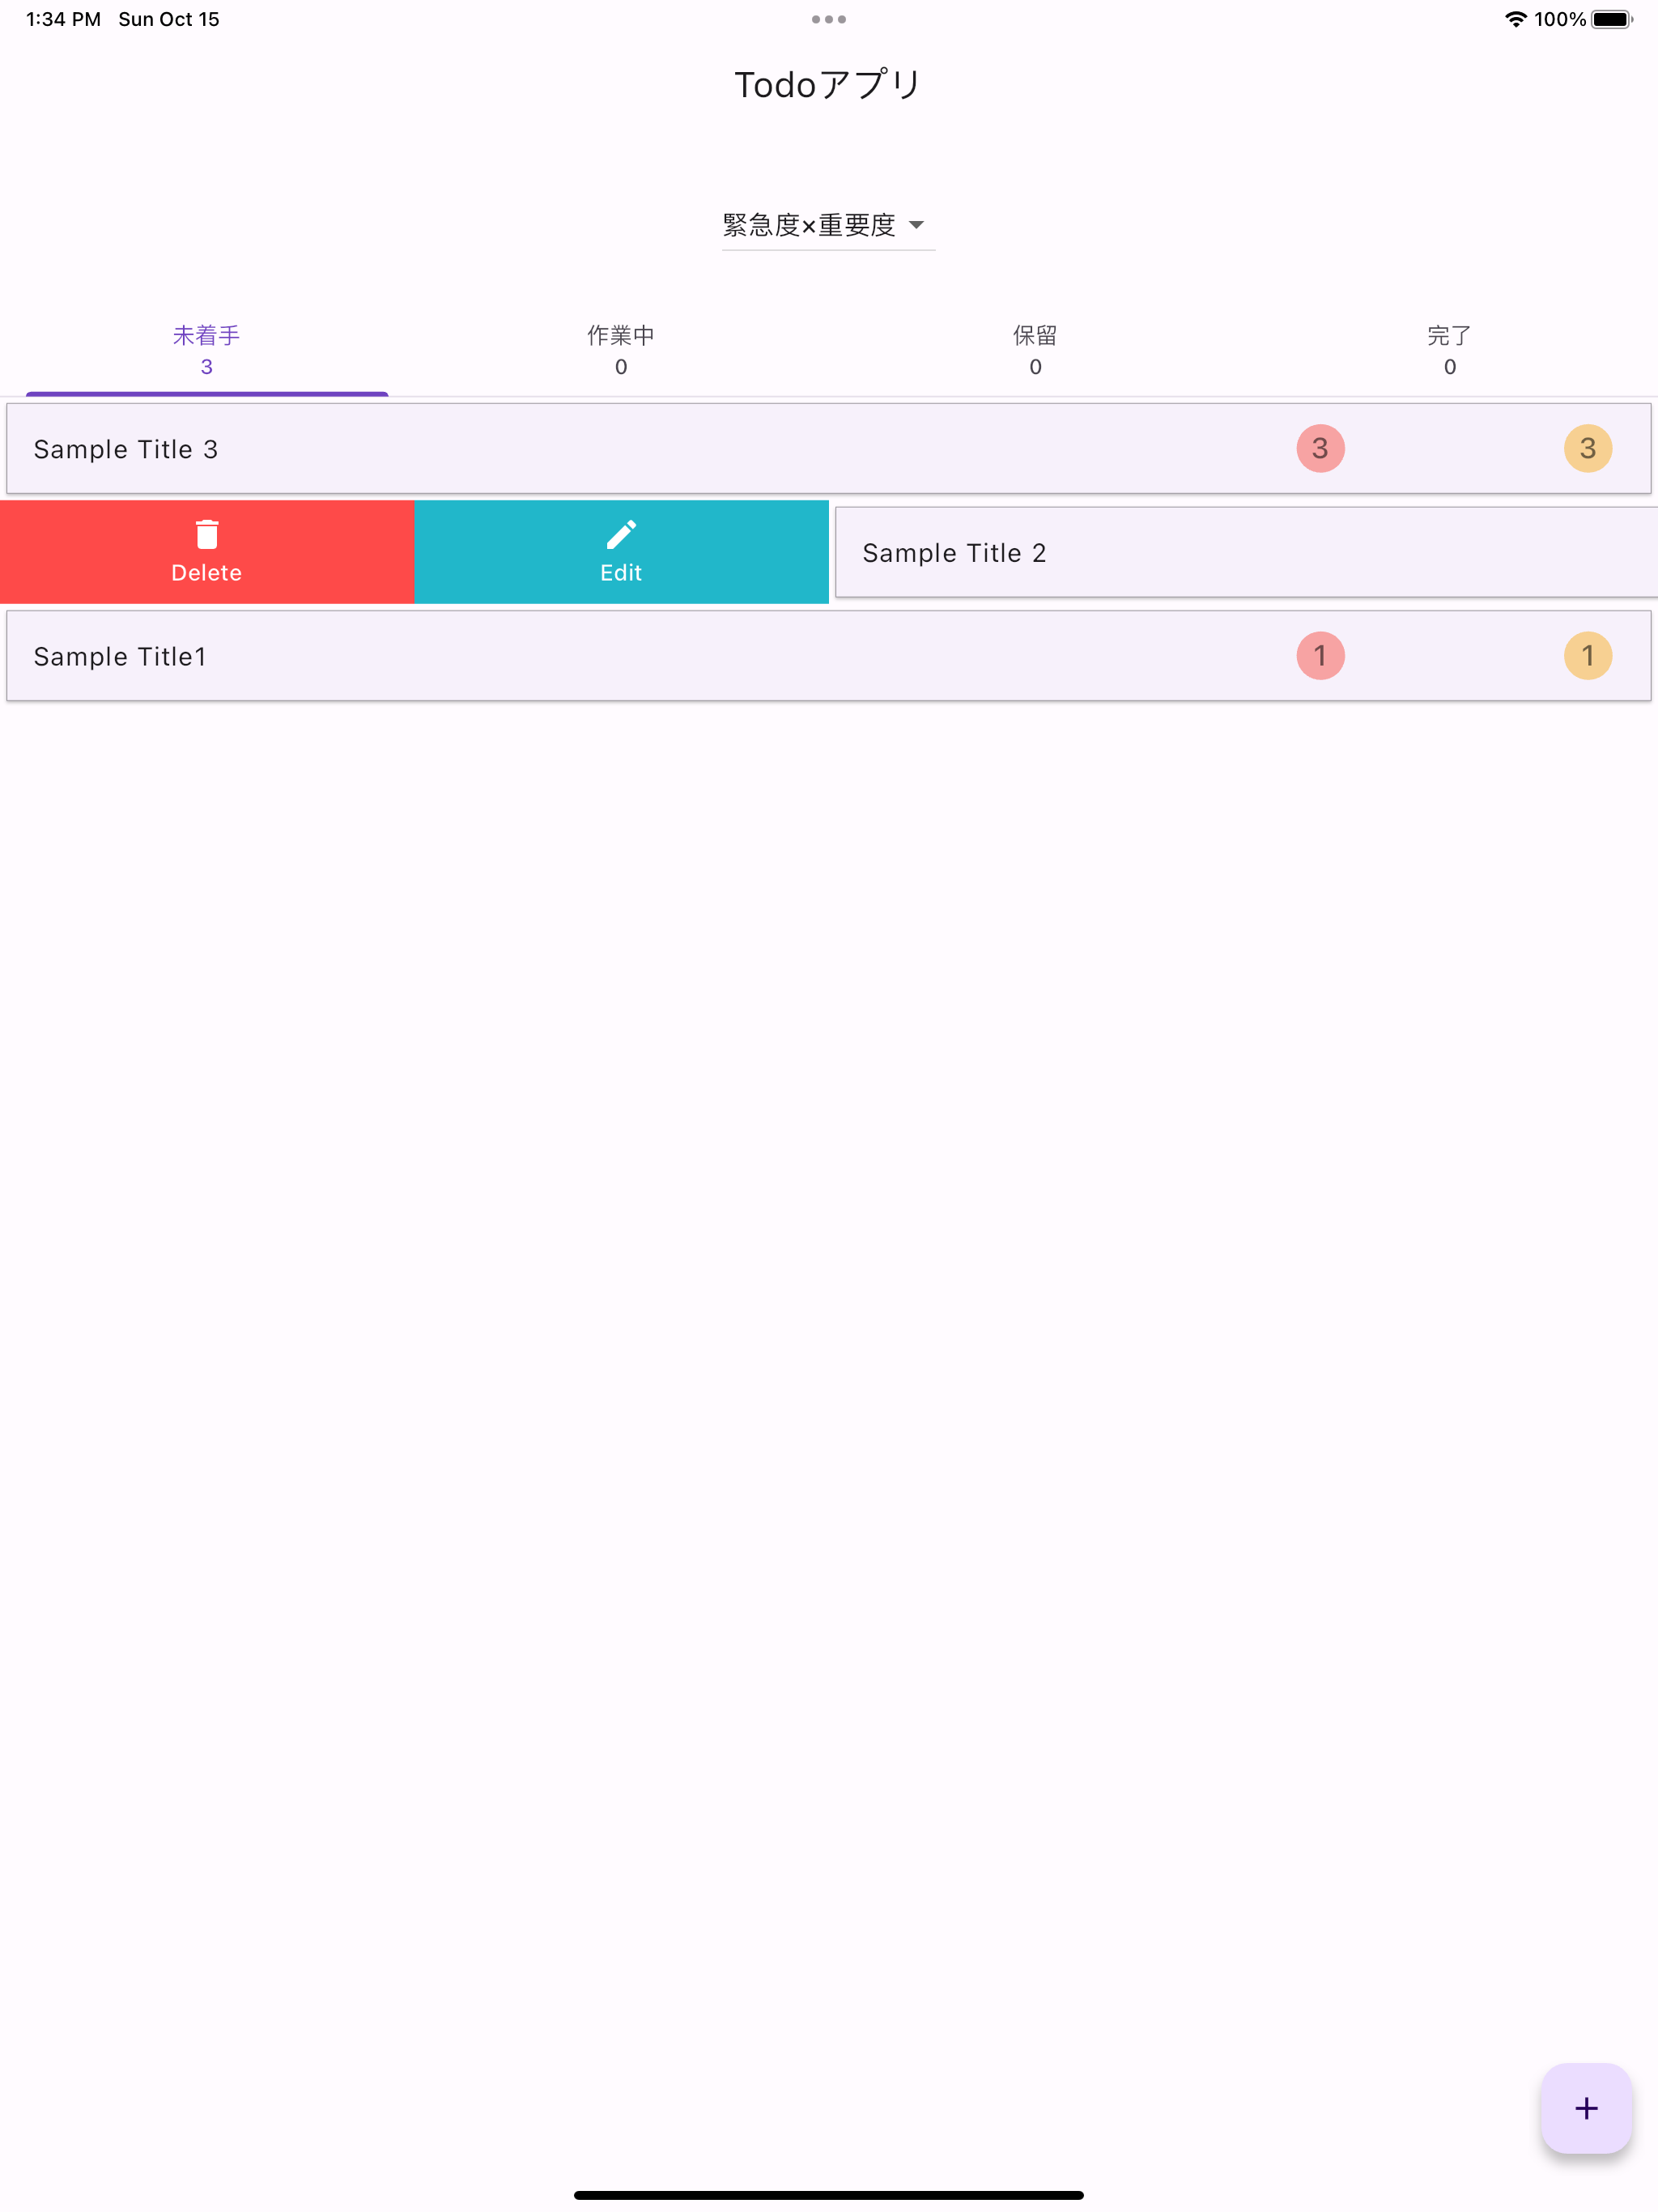 1:34 PM Sun Oct 15 100%
Todoアプリ
緊急度×重要度
未着手 作業中 保留 完了
3 0 0 0
Sample Title 3 3 3
Delete Edit Sample Title 2
Sample Title1 1 1
+